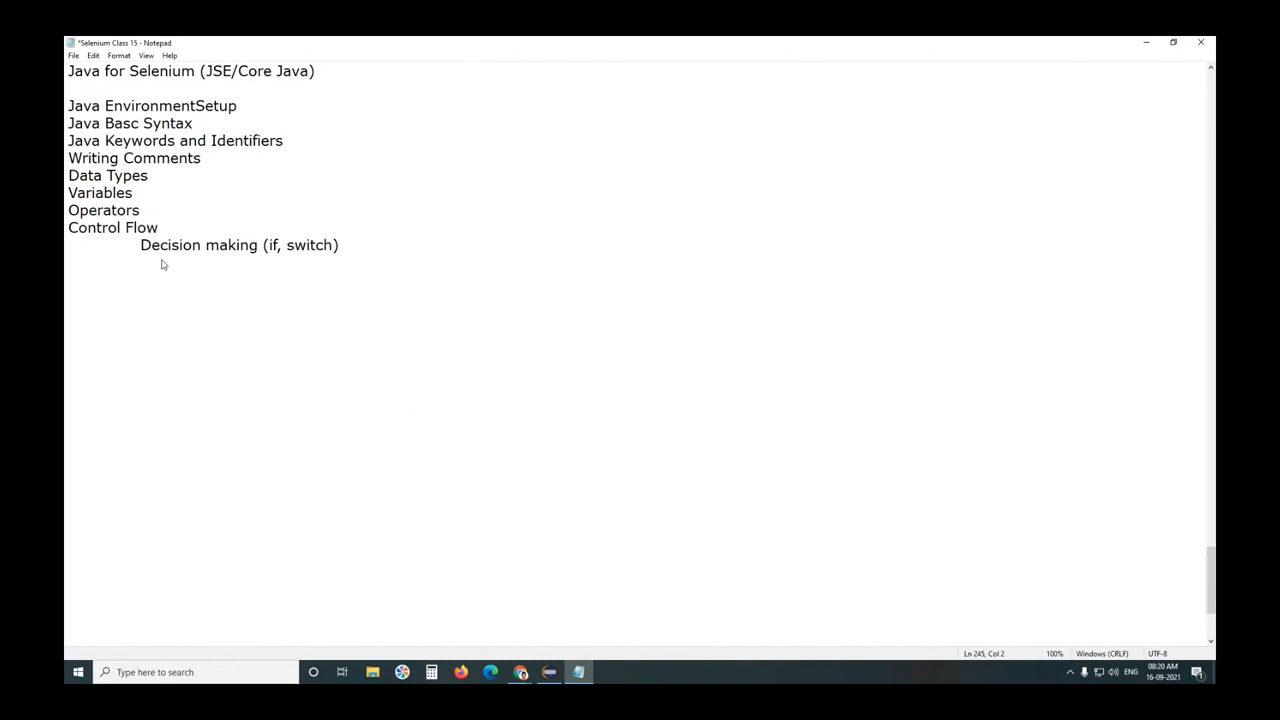 *Selenium Class 15 - Notepad
File Edit Format View Help
Java for Selenium (JSE/Core Java)
Java EnvironmentSetup
Java Basc Syntax
Java Keywords and Identifiers
Writing Comments
Data Types
Variables
Operators
Control Flow
Decision making (if, switch)
Ln 245, Col 2 100% Windows (CRLF) UTF-8
Type here to search
ENG
08:20 AM
16-09-2021